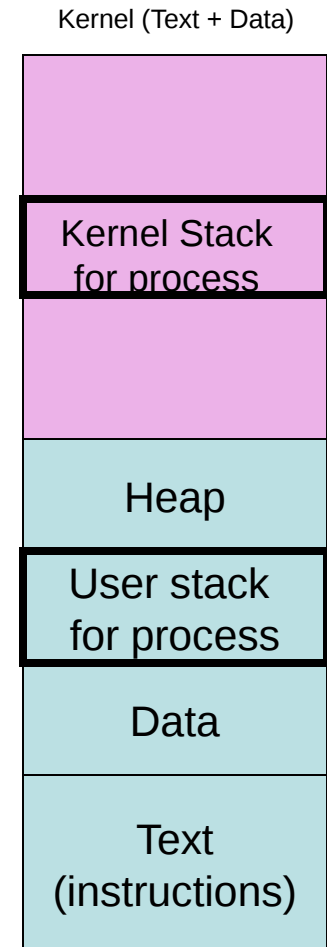 Kernel (Text + Data)
Kernel Stack
for process
Heap
User stack
for process
Data
Text
(instructions)